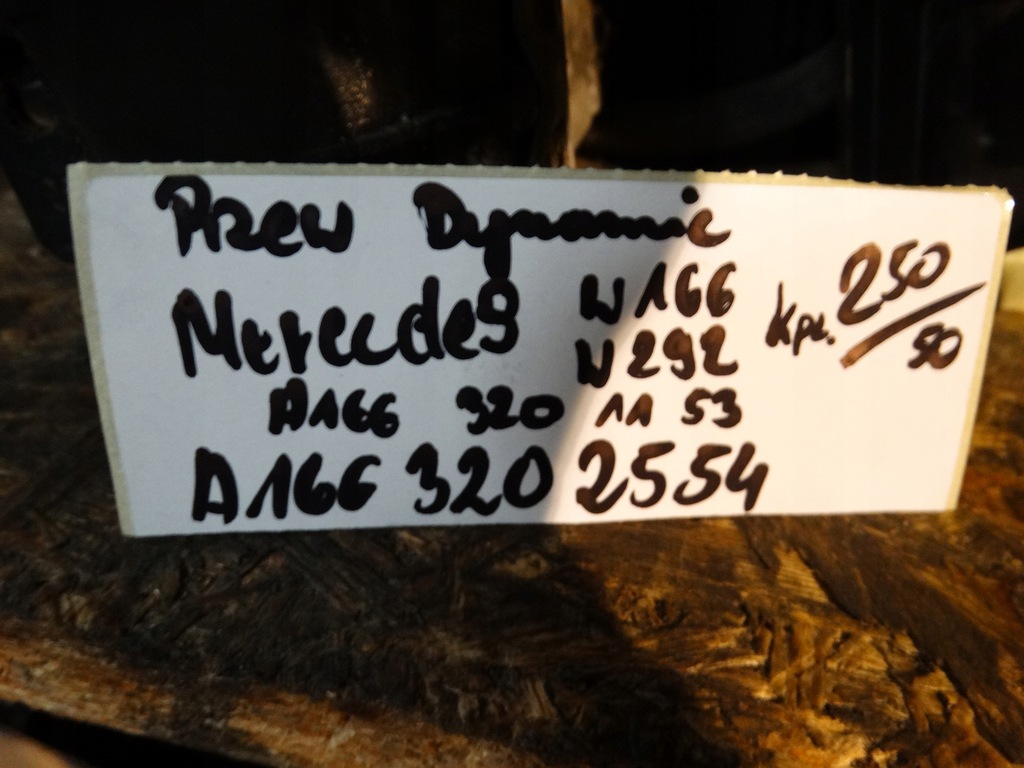 Przew Dynamic
Mercedes W166
W292
Kpl. 250/50
A166 320 11 53
A166 320 2554